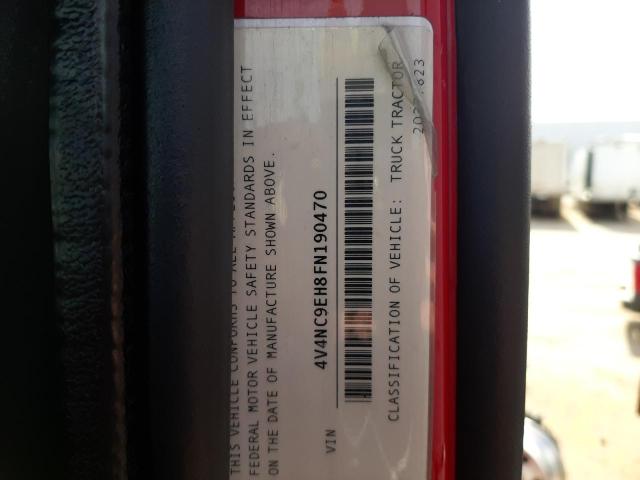 THIS VEHICLE CONFORMS TO ALL
FEDERAL MOTOR VEHICLE SAFETY STANDARDS IN EFFECT
ON THE DATE OF MANUFACTURE SHOWN ABOVE.
VIN 4V4NC9EH8FN190470
CLASSIFICATION OF VEHICLE: TRUCK TRACTOR